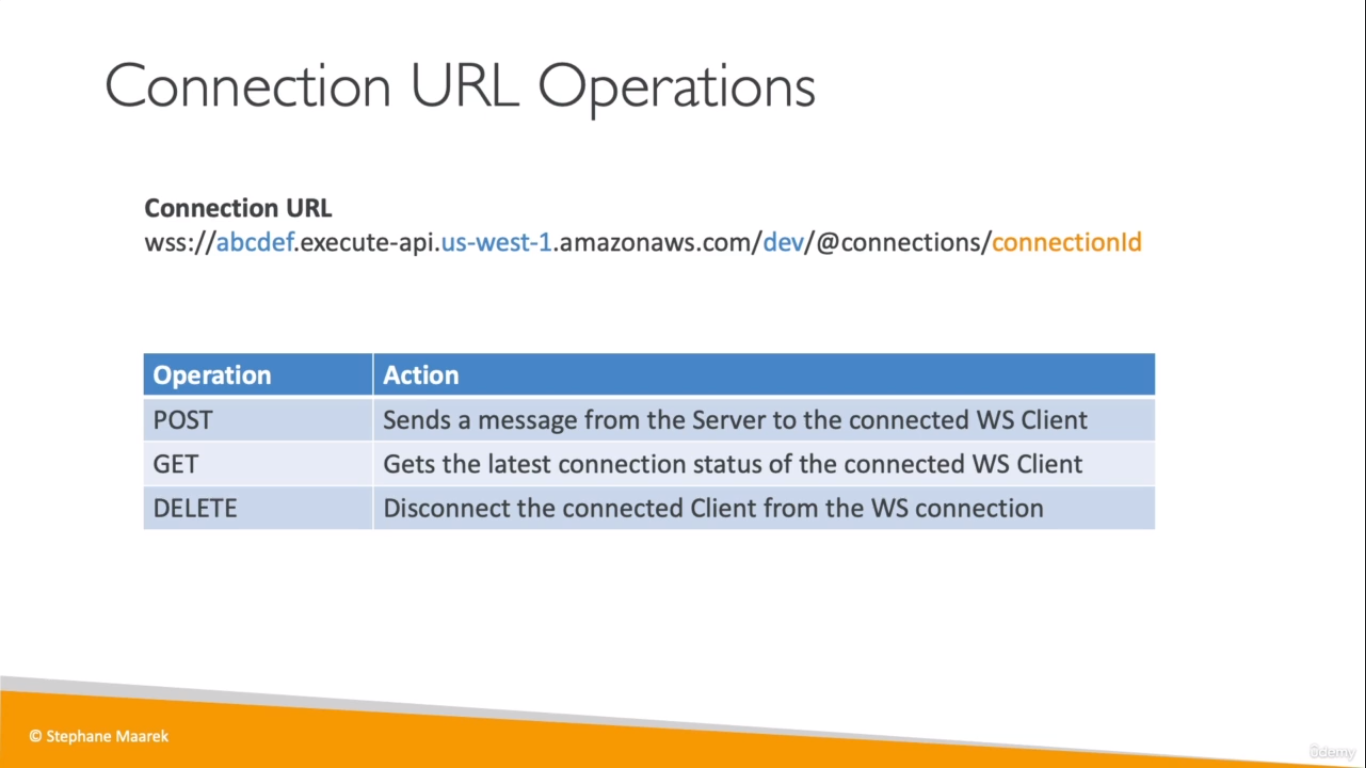 Connection URL Operations
Connection URL
wss://abcdef.execute-api.us-west-1.amazonaws.com/dev/@connections/connectionId
Operation Action
POST Sends a message from the Server to the connected WS Client
GET Gets the latest connection status of the connected WS Client
DELETE Disconnect the connected Client from the WS connection
© Stephane Maarek
ûdemy